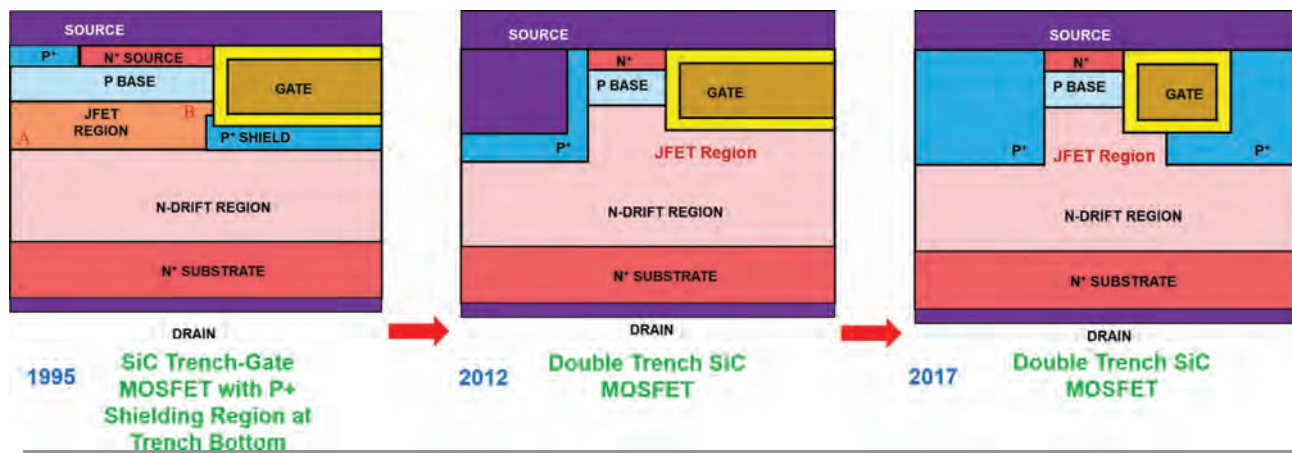 SOURCE
P⁺
N⁺ SOURCE
P BASE
GATE
JFET
REGION
A
B
P⁺ SHIELD
N-DRIFT REGION
N⁺ SUBSTRATE
DRAIN
1995
SiC Trench-Gate
MOSFET with P+
Shielding Region at
Trench Bottom
SOURCE
N⁺
P BASE
GATE
P⁺
JFET Region
N-DRIFT REGION
N⁺ SUBSTRATE
DRAIN
2012
Double Trench SiC
MOSFET
SOURCE
N⁺
P BASE
GATE
P⁺
JFET Region
P⁺
N-DRIFT REGION
N⁺ SUBSTRATE
DRAIN
2017
Double Trench SiC
MOSFET